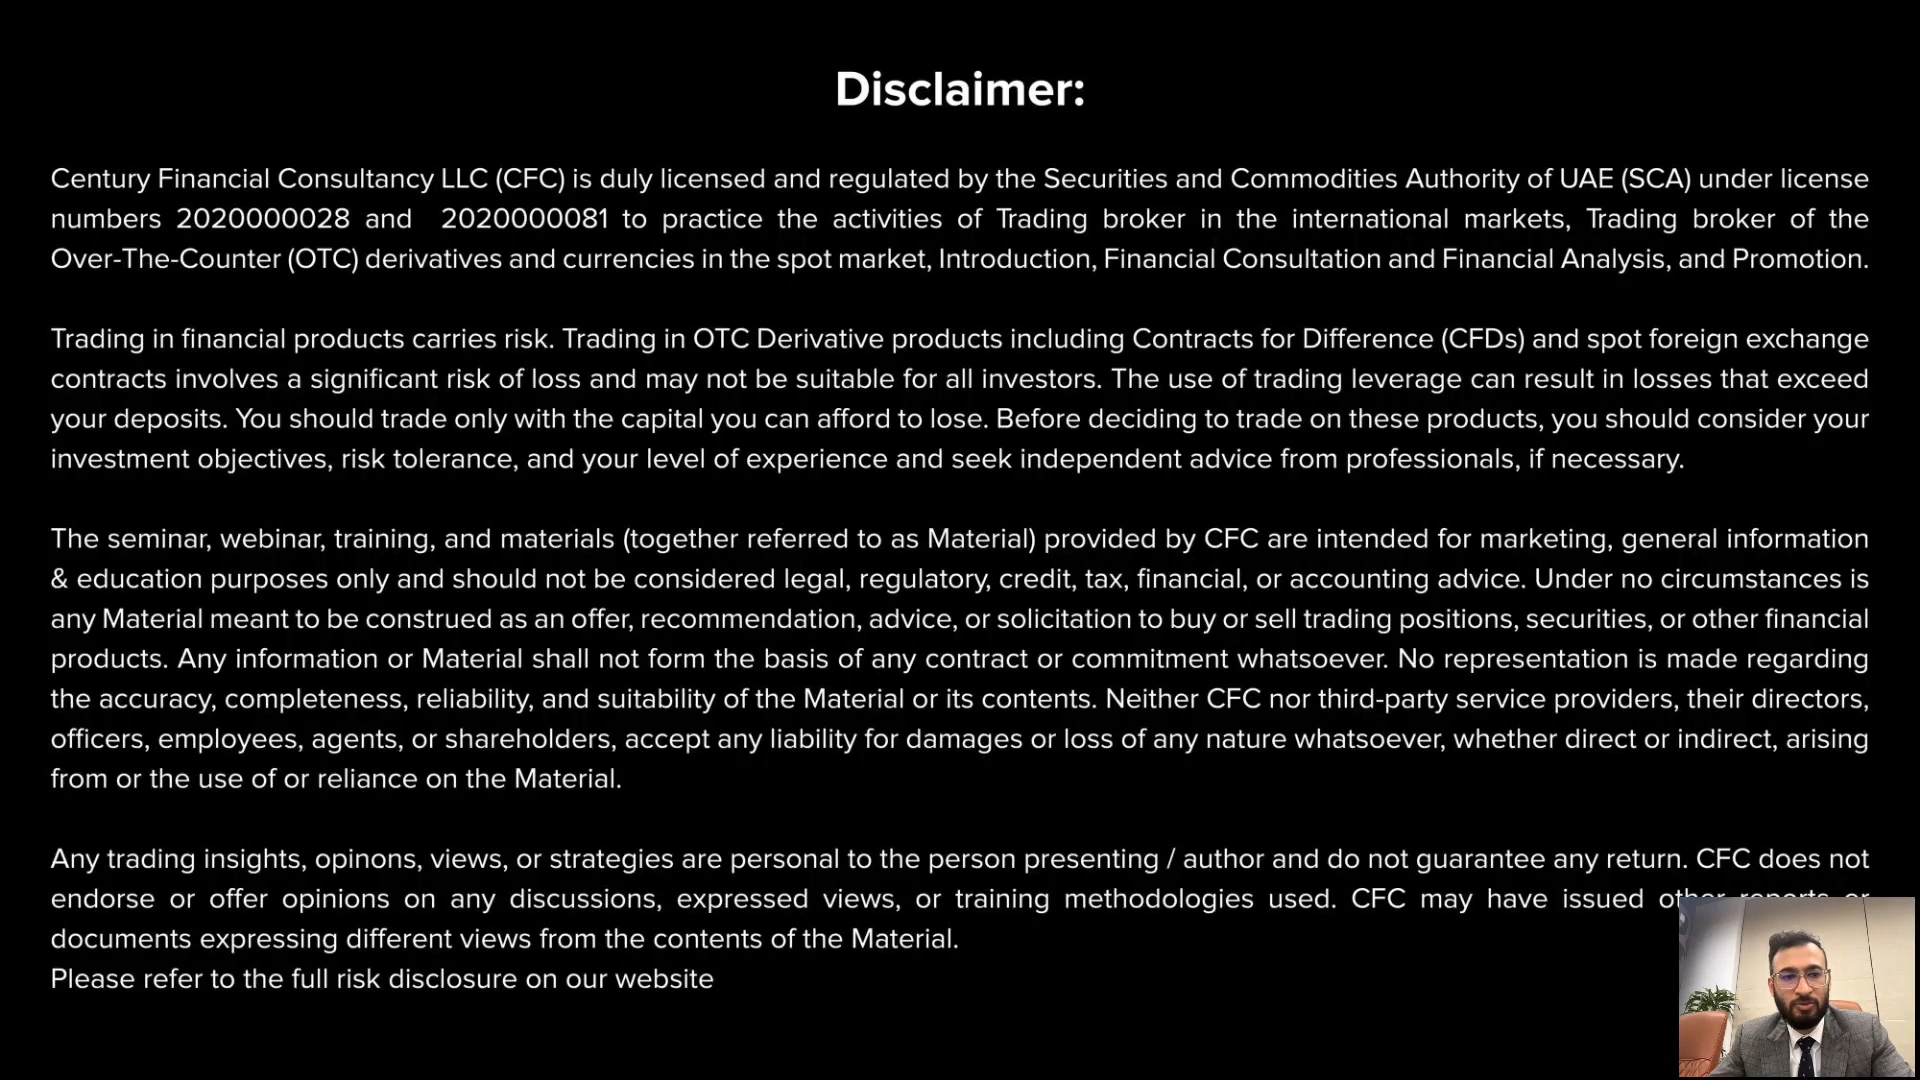 Disclaimer:
Century Financial Consultancy LLC (CFC) is duly licensed and regulated by the Securities and Commodities Authority of UAE (SCA) under license
numbers 2020000028 and 2020000081 to practice the activities of Trading broker in the international markets, Trading broker of the
Over-The-Counter (OTC) derivatives and currencies in the spot market, Introduction, Financial Consultation and Financial Analysis, and Promotion.
Trading in financial products carries risk. Trading in OTC Derivative products including Contracts for Difference (CFDs) and spot foreign exchange
contracts involves a significant risk of loss and may not be suitable for all investors. The use of trading leverage can result in losses that exceed
your deposits. You should trade only with the capital you can afford to lose. Before deciding to trade on these products, you should consider your
investment objectives, risk tolerance, and your level of experience and seek independent advice from professionals, if necessary.
The seminar, webinar, training, and materials (together referred to as Material) provided by CFC are intended for marketing, general information
& education purposes only and should not be considered legal, regulatory, credit, tax, financial, or accounting advice. Under no circumstances is
any Material meant to be construed as an offer, recommendation, advice, or solicitation to buy or sell trading positions, securities, or other financial
products. Any information or Material shall not form the basis of any contract or commitment whatsoever. No representation is made regarding
the accuracy, completeness, reliability, and suitability of the Material or its contents. Neither CFC nor third-party service providers, their directors,
officers, employees, agents, or shareholders, accept any liability for damages or loss of any nature whatsoever, whether direct or indirect, arising
from or the use of or reliance on the Material.
Any trading insights, opinons, views, or strategies are personal to the person presenting / author and do not guarantee any return. CFC does not
endorse or offer opinions on any discussions, expressed views, or training methodologies used. CFC may have issued other reports or
documents expressing different views from the contents of the Material.
Please refer to the full risk disclosure on our website